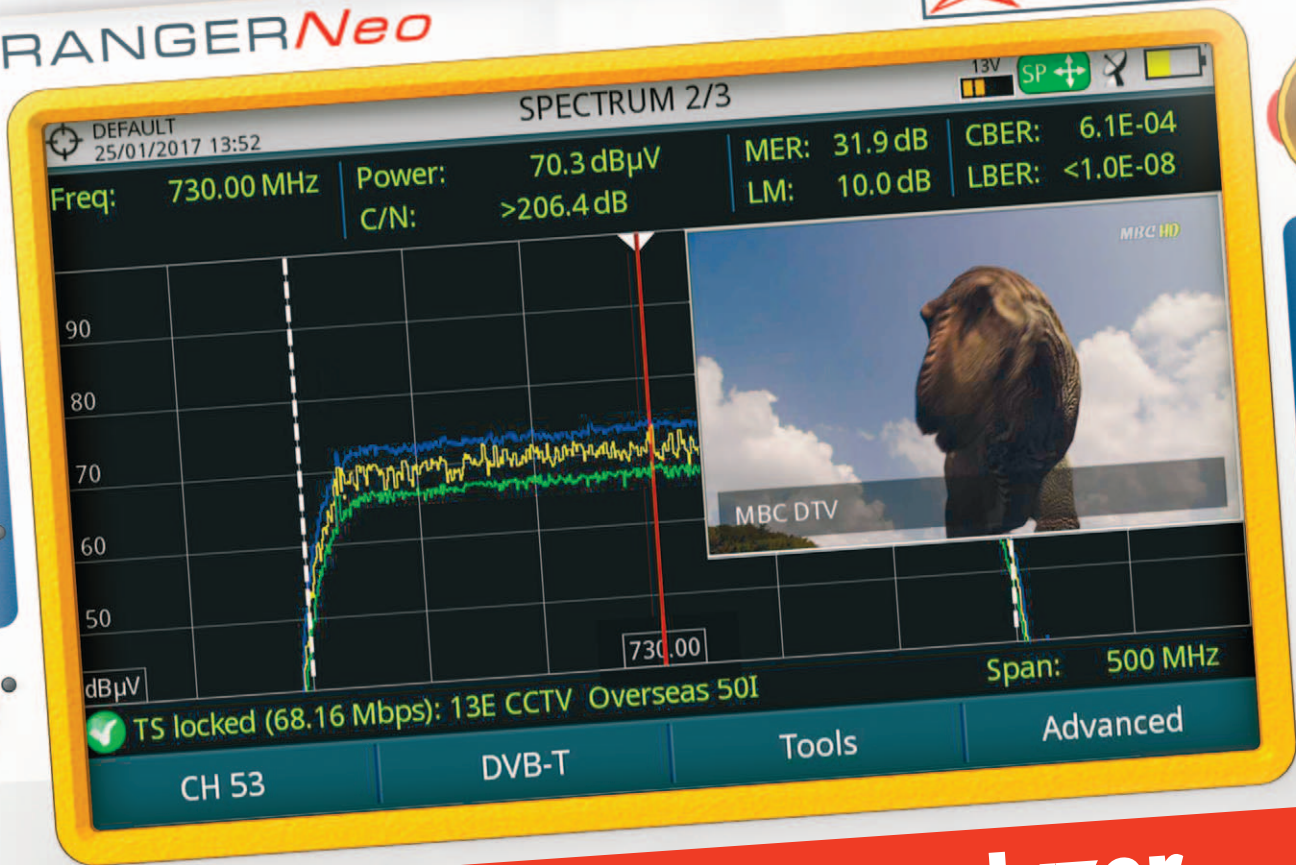 RANGERNeo
DEFAULT
25/01/2017 13:52
SPECTRUM 2/3
13V
SP
Freq: 730.00 MHz
Power: 70.3 dBµV
C/N: >206.4 dB
MER: 31.9 dB
LM: 10.0 dB
CBER: 6.1E-04
LBER: <1.0E-08
MBC HD
90
80
70
60
50
dBµV
MBC DTV
730.00
Span: 500 MHz
TS locked (68.16 Mbps): 13E CCTV Overseas 50I
CH 53
DVB-T
Tools
Advanced